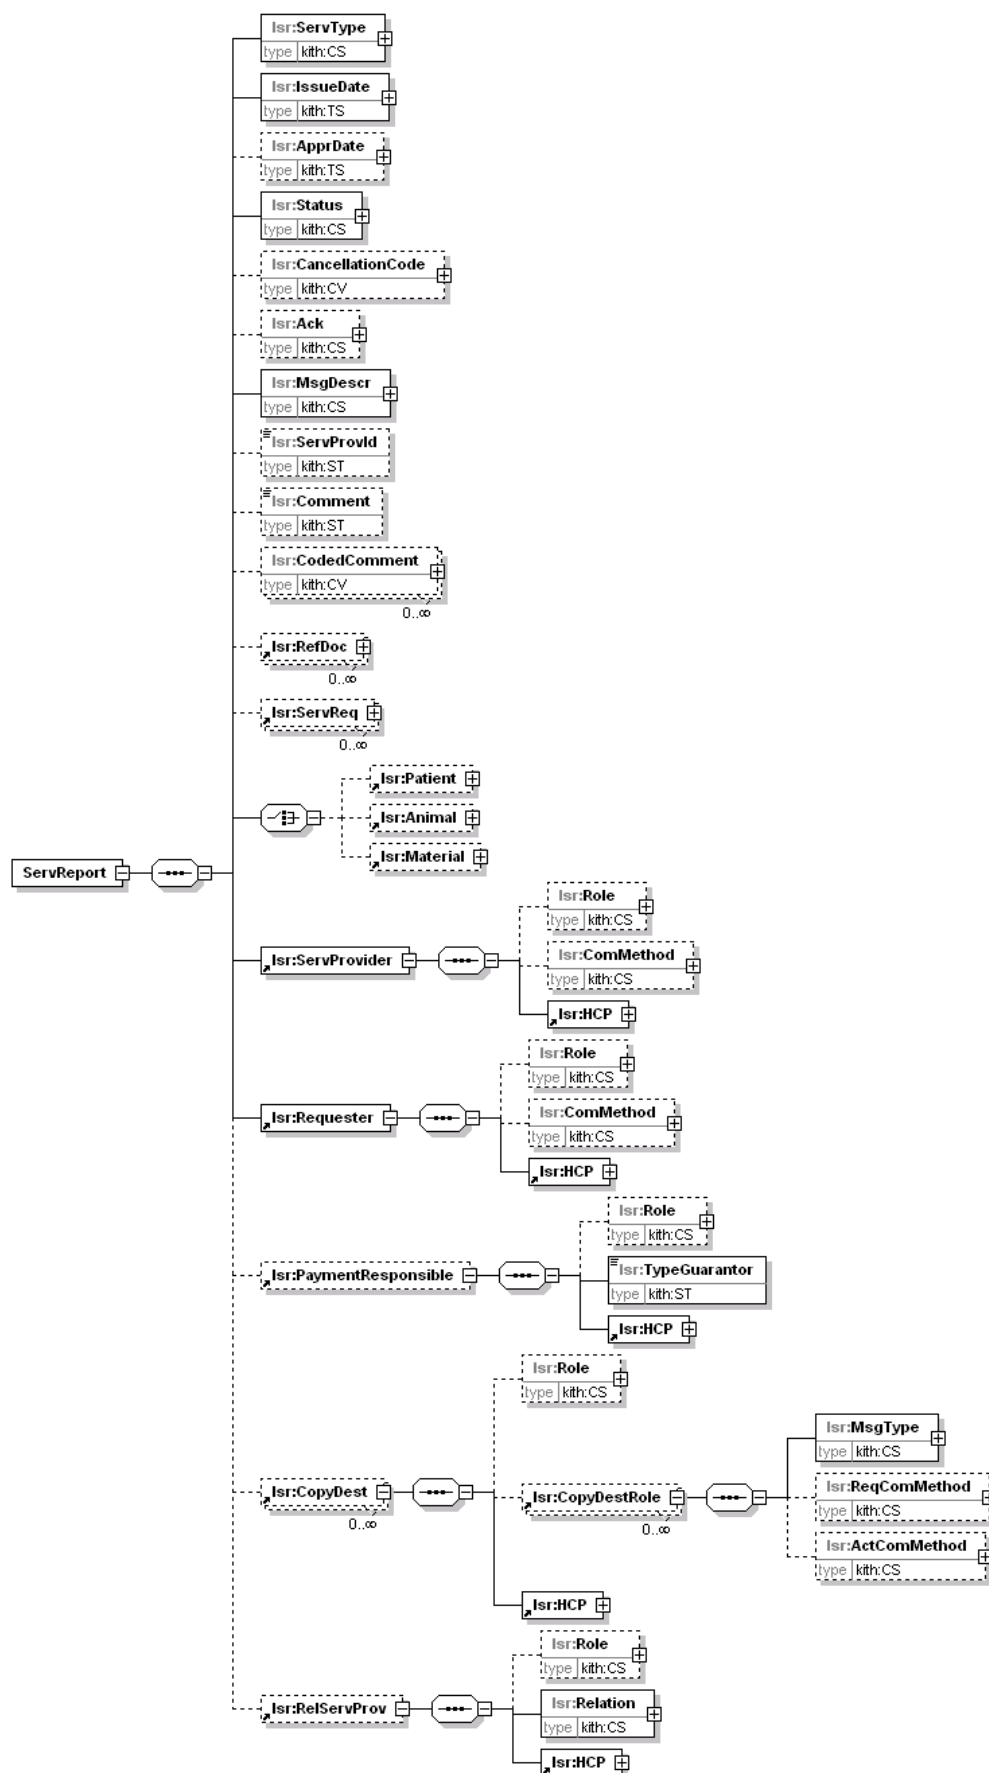 lsr:ServType
type kith:CS
lsr:IssueDate
type kith:TS
lsr:ApprDate
type kith:TS
lsr:Status
type kith:CS
lsr:CancellationCode
type kith:CV
lsr:Ack
type kith:CS
lsr:MsgDescr
type kith:CS
lsr:ServProvId
type kith:ST
lsr:Comment
type kith:ST
lsr:CodedComment
type kith:CV
0..∞
lsr:RefDoc
0..∞
lsr:ServReq
0..∞
lsr:Patient
lsr:Animal
lsr:Material
ServReport
lsr:Role
type kith:CS
lsr:ServProvider
lsr:ComMethod
type kith:CS
lsr:HCP
lsr:Role
type kith:CS
lsr:Requester
lsr:ComMethod
type kith:CS
lsr:HCP
lsr:Role
type kith:CS
lsr:PaymentResponsible
lsr:TypeGuarantor
type kith:ST
lsr:HCP
lsr:Role
type kith:CS
lsr:CopyDest
0..∞
lsr:CopyDestRole
0..∞
lsr:MsgType
type kith:CS
lsr:ReqComMethod
type kith:CS
lsr:ActComMethod
type kith:CS
lsr:HCP
lsr:Role
type kith:CS
lsr:RelServProv
lsr:Relation
type kith:CS
lsr:HCP